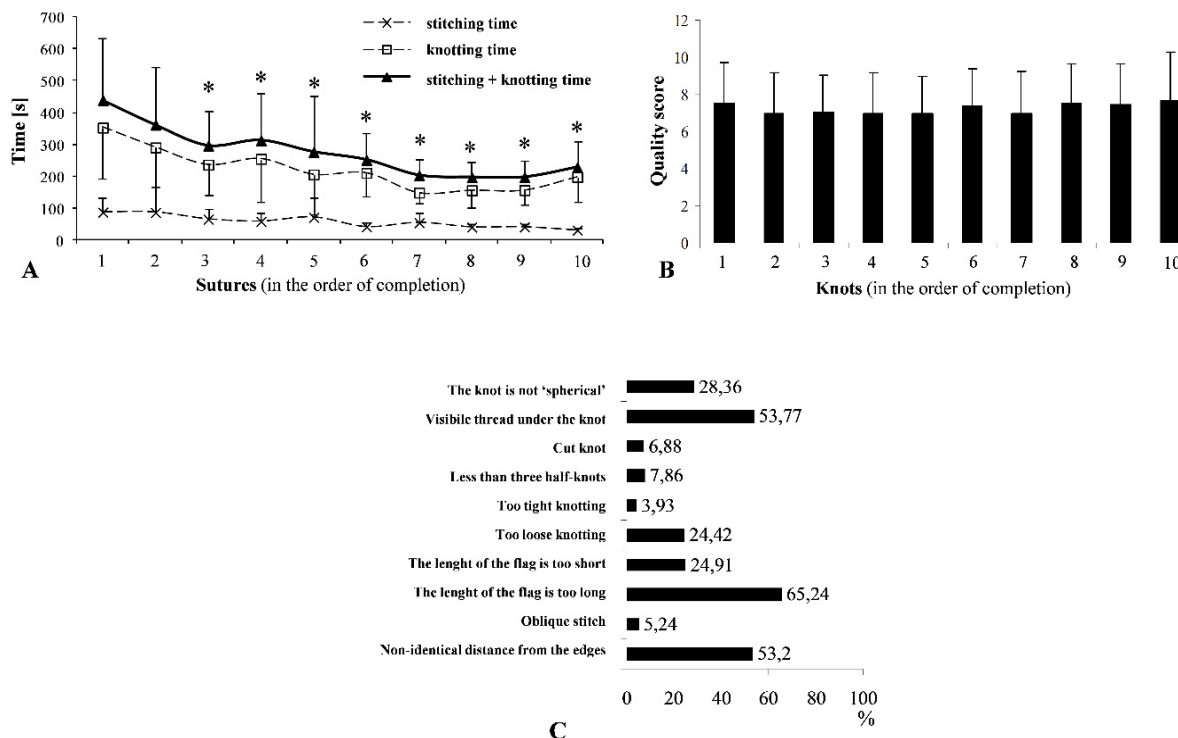 700
600
500
400
300
200
100
0
Time [s]
stitching time
knotting time
stitching + knotting time
* * * * * * * *
1 2 3 4 5 6 7 8 9 10
Sutures (in the order of completion)
A
12
10
8
6
4
2
0
Quality score
1 2 3 4 5 6 7 8 9 10
Knots (in the order of completion)
B
The knot is not ‘spherical’ 28,36
Visibile thread under the knot 53,77
Cut knot 6,88
Less than three half-knots 7,86
Too tight knotting 3,93
Too loose knotting 24,42
The lenght of the flag is too short 24,91
The lenght of the flag is too long 65,24
Oblique stitch 5,24
Non-identical distance from the edges 53,2
0 20 40 60 80 100
%
C